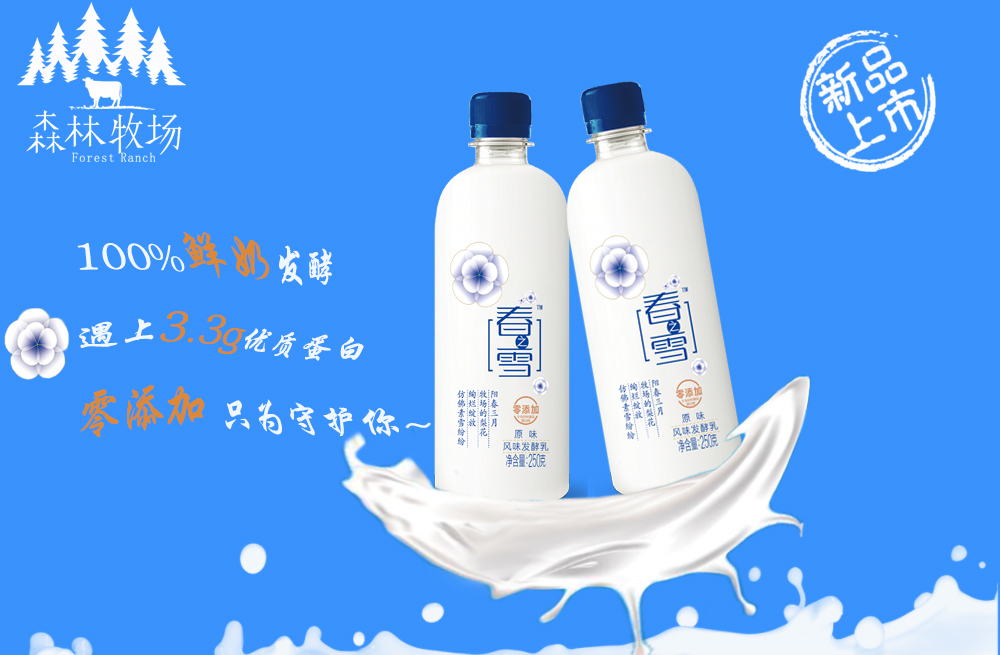 森林牧场
Forest Ranch
新品
上市
100%鲜奶发酵
遇上3.3g优质蛋白
零添加 只为守护你~
春之雪
TM
阳春三月
牧场的梨花
绚烂绽放
仿佛素雪纷纷
零添加
原味
风味发酵乳
净含量:250克
春之雪
TM
阳春三月
牧场的梨花
绚烂绽放
仿佛素雪纷纷
零添加
原味
风味发酵乳
净含量:250克